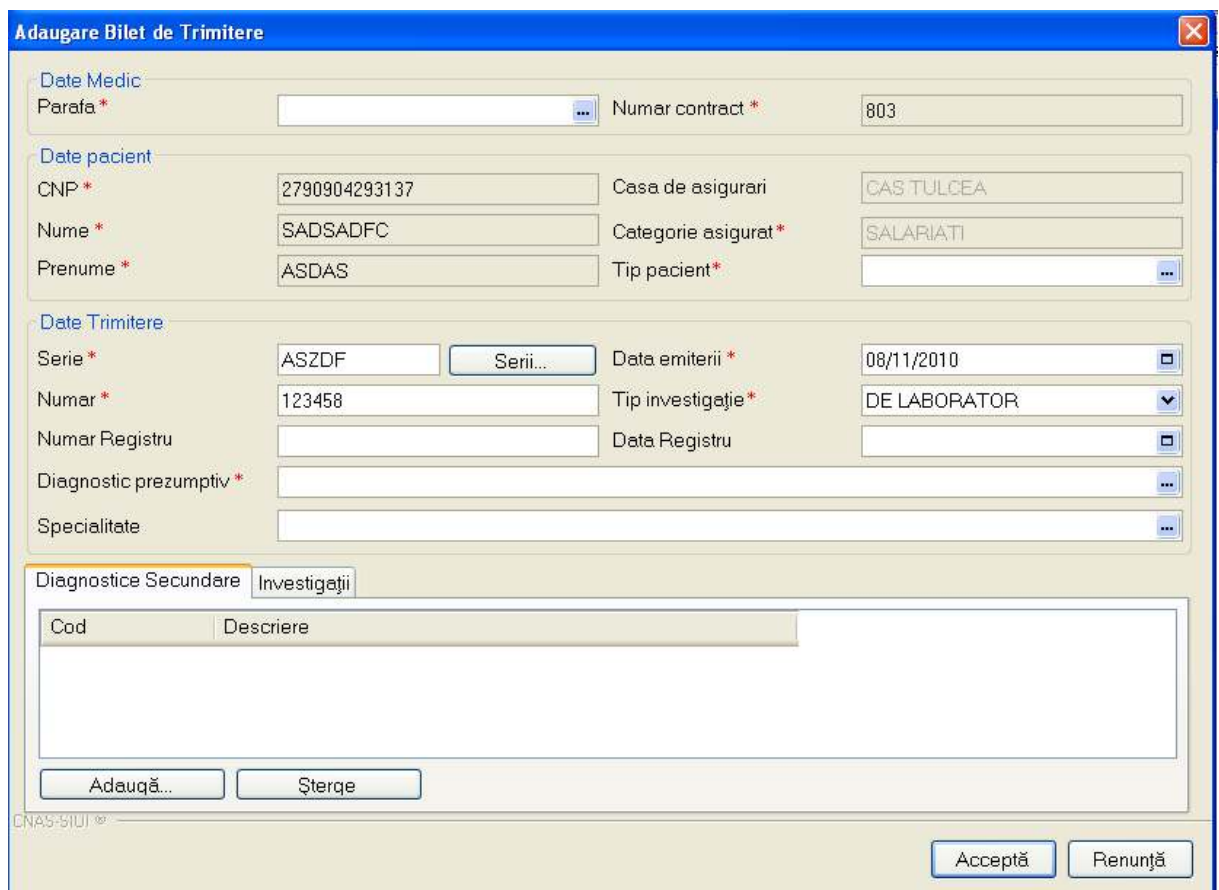 Adaugare Bilet de Trimitere
Date Medic
Parafa * ... Numar contract * 803
Date pacient
CNP * 2790904293137 Casa de asigurari CAS TULCEA
Nume * SADSADFC Categorie asigurat * SALARIATI
Prenume * ASDAS Tip pacient * ...
Date Trimitere
Serie * ASZDF Serii... Data emiterii * 08/11/2010
Numar * 123458 Tip investigaţie * DE LABORATOR
Numar Registru Data Registru
Diagnostic prezumptiv * ...
Specialitate ...
Diagnostice Secundare Investigaţii
Cod Descriere
Adaugă... Şterge
CNAS-SIUI ®
Acceptă Renunţă